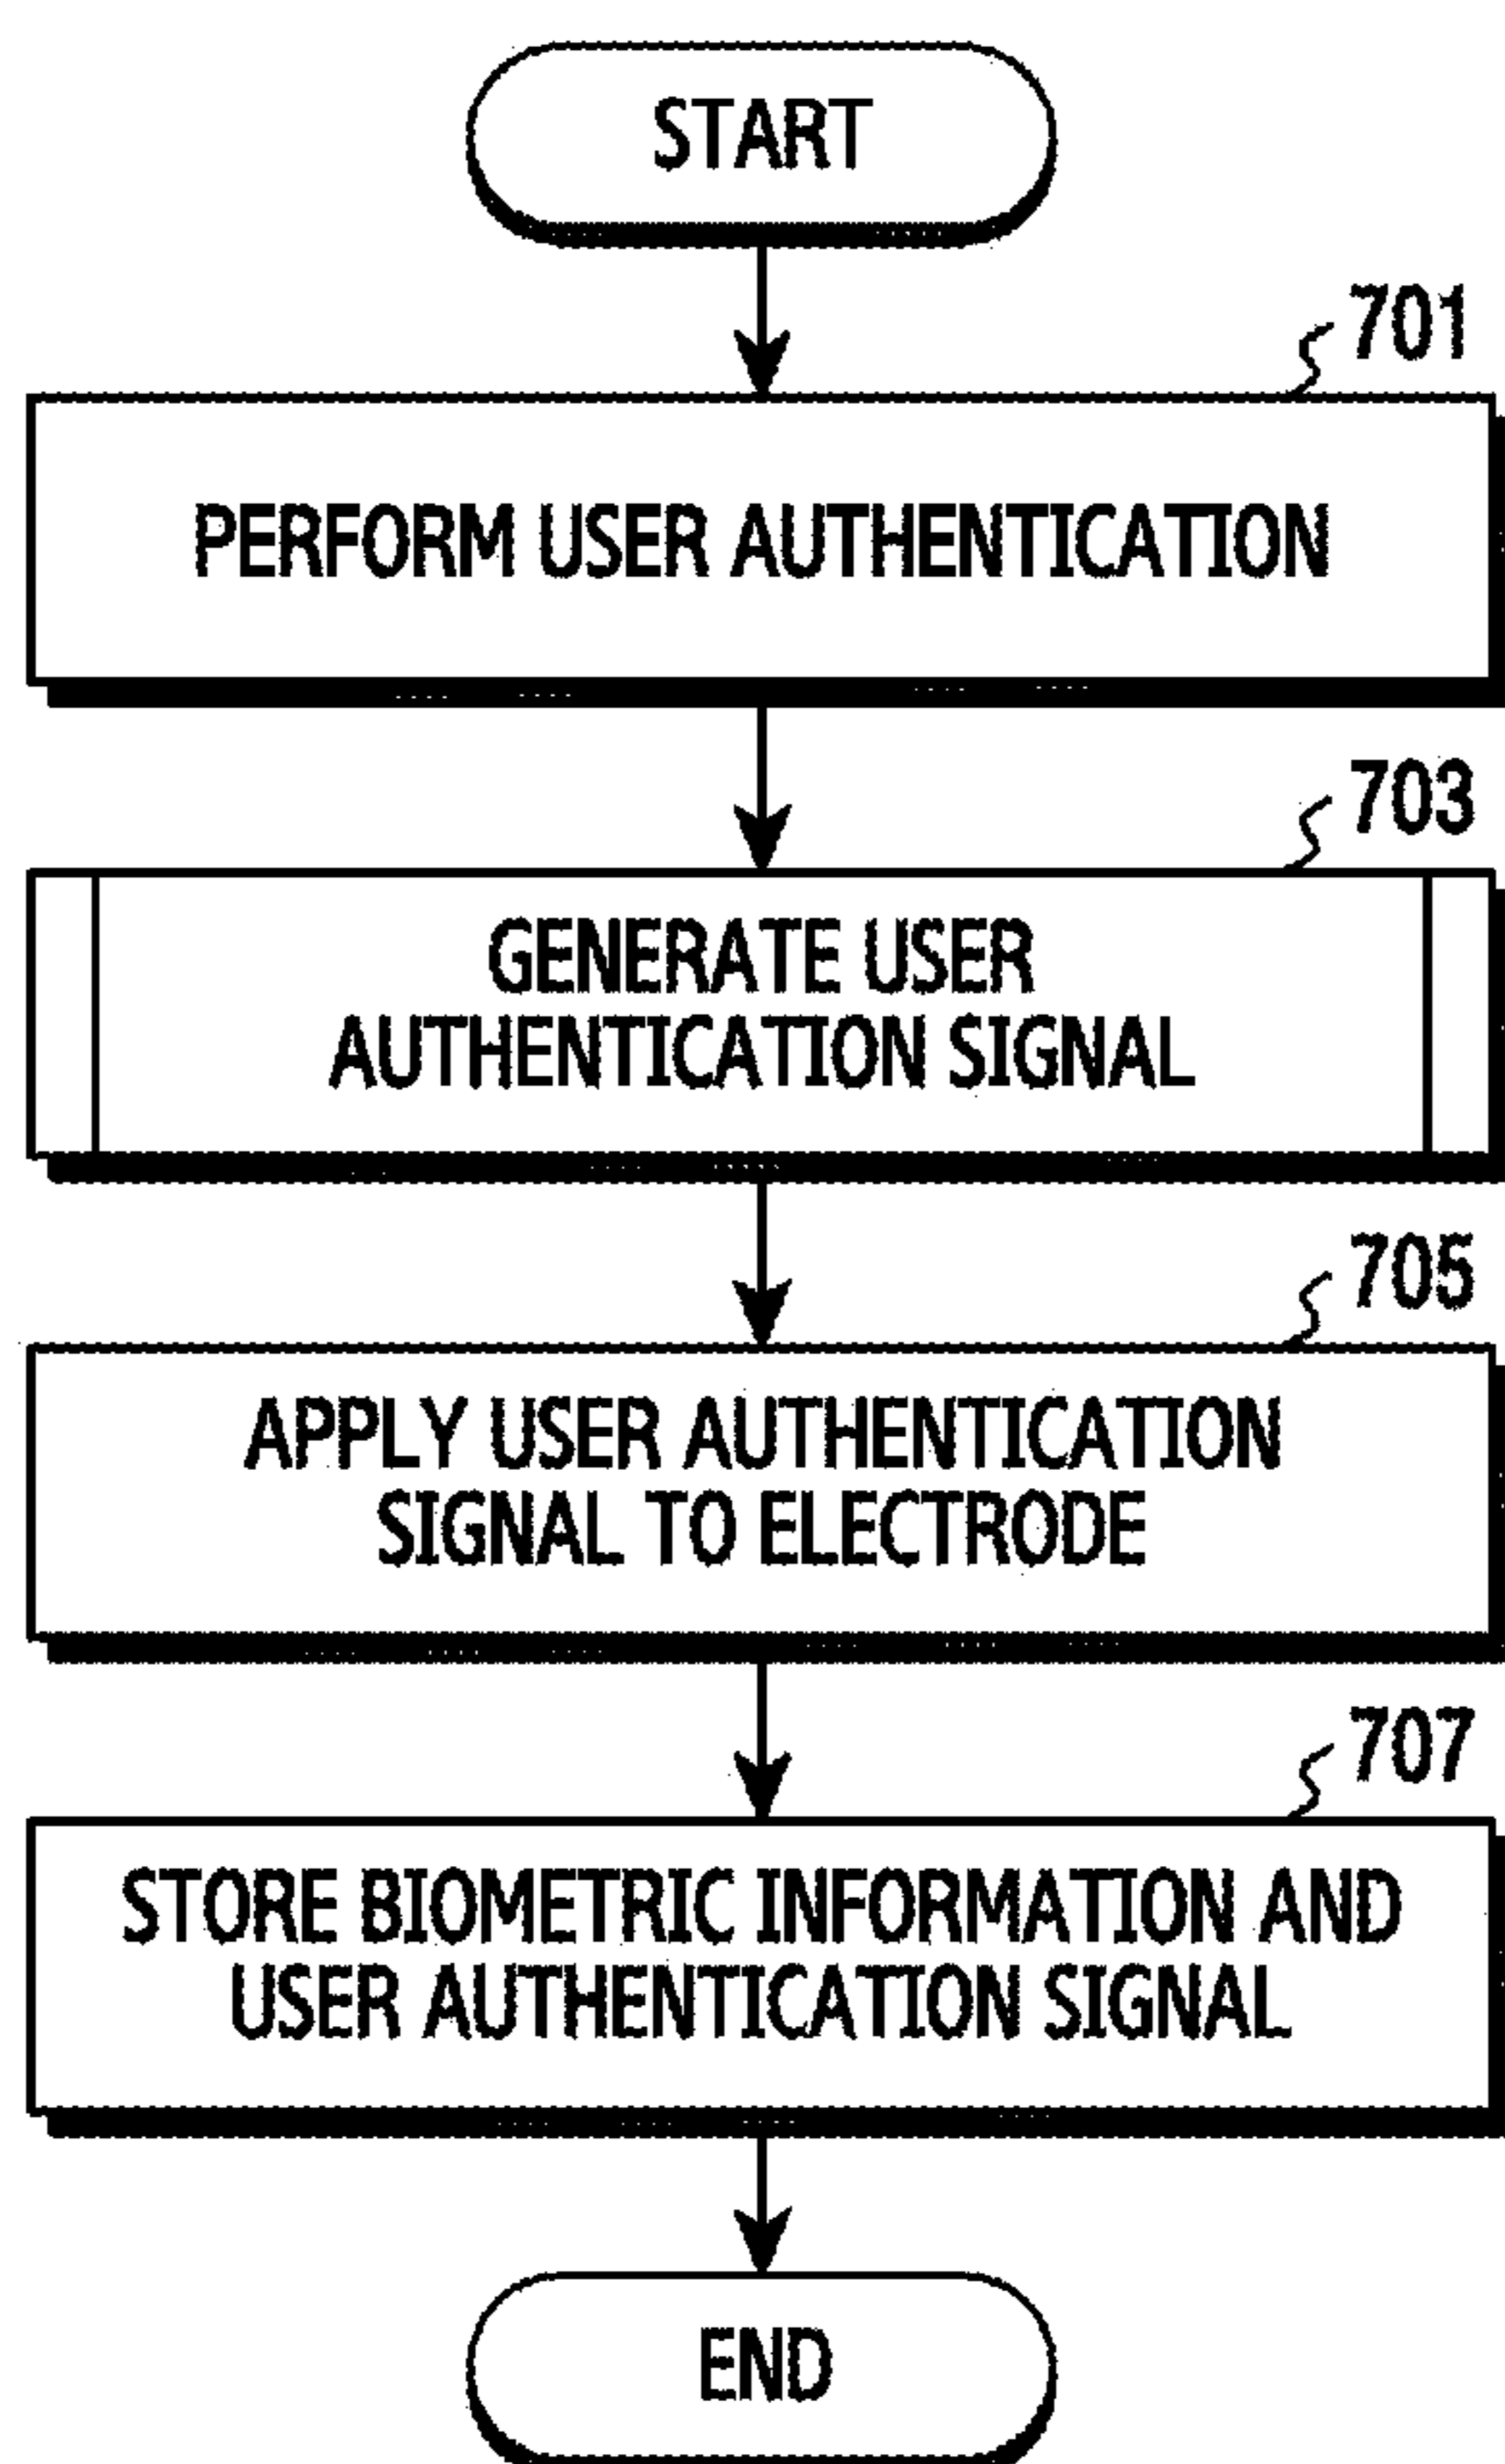 START
701
PERFORM USER AUTHENTICATION
703
GENERATE USER
AUTHENTICATION SIGNAL
705
APPLY USER AUTHENTICATION
SIGNAL TO ELECTRODE
707
STORE BIOMETRIC INFORMATION AND
USER AUTHENTICATION SIGNAL
END